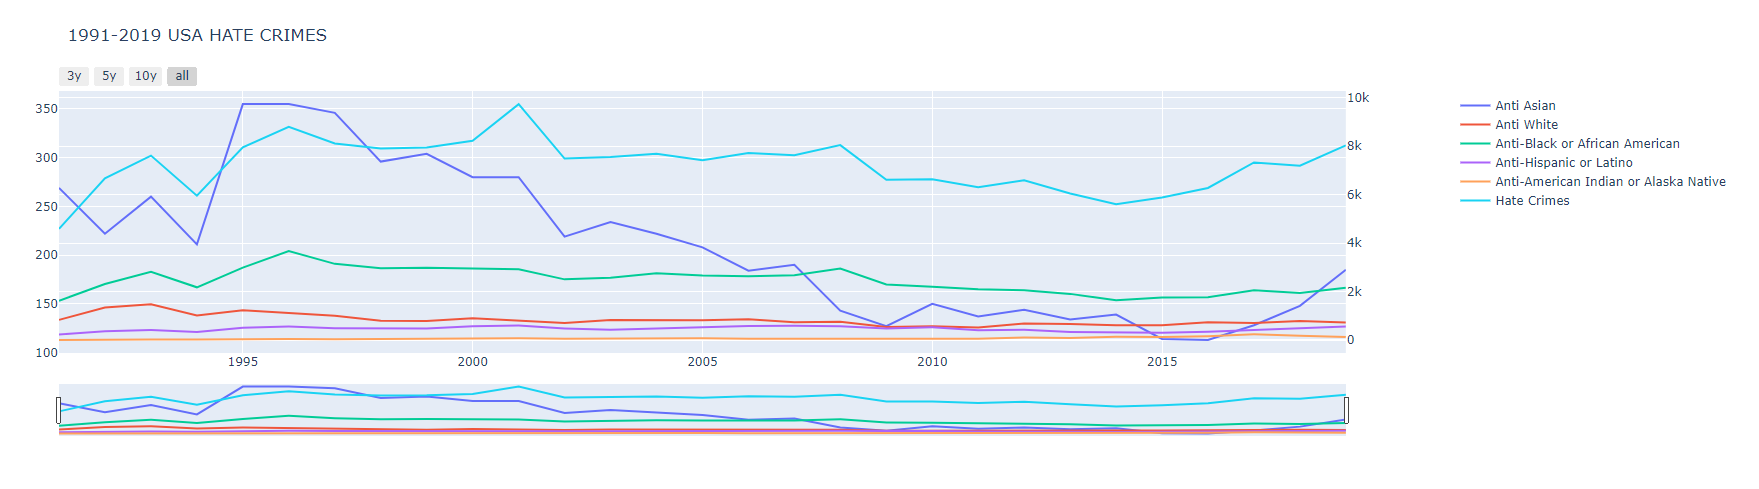 1991-2019 USA HATE CRIMES
3y 5y 10y all
350
300
250
200
150
100
10k
8k
6k
4k
2k
0
1995 2000 2005 2010 2015
Anti Asian
Anti White
Anti-Black or African American
Anti-Hispanic or Latino
Anti-American Indian or Alaska Native
Hate Crimes